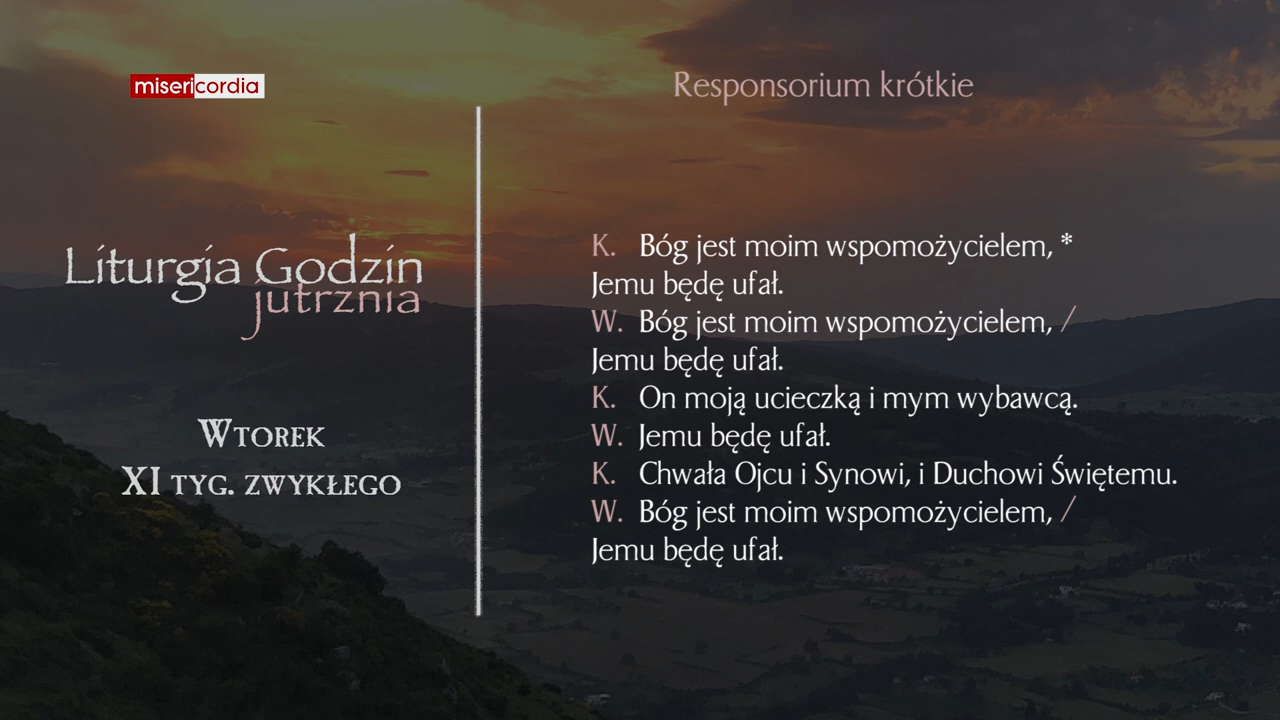 misericordia
Liturgia Godzin
jutrznia
Wtorek
XI tyg. zwykłego
Responsorium krótkie
K. Bóg jest moim wspomożycielem, *
Jemu będę ufał.
W. Bóg jest moim wspomożycielem, /
Jemu będę ufał.
K. On moją ucieczką i mym wybawcą.
W. Jemu będę ufał.
K. Chwała Ojcu i Synowi, i Duchowi Świętemu.
W. Bóg jest moim wspomożycielem, /
Jemu będę ufał.